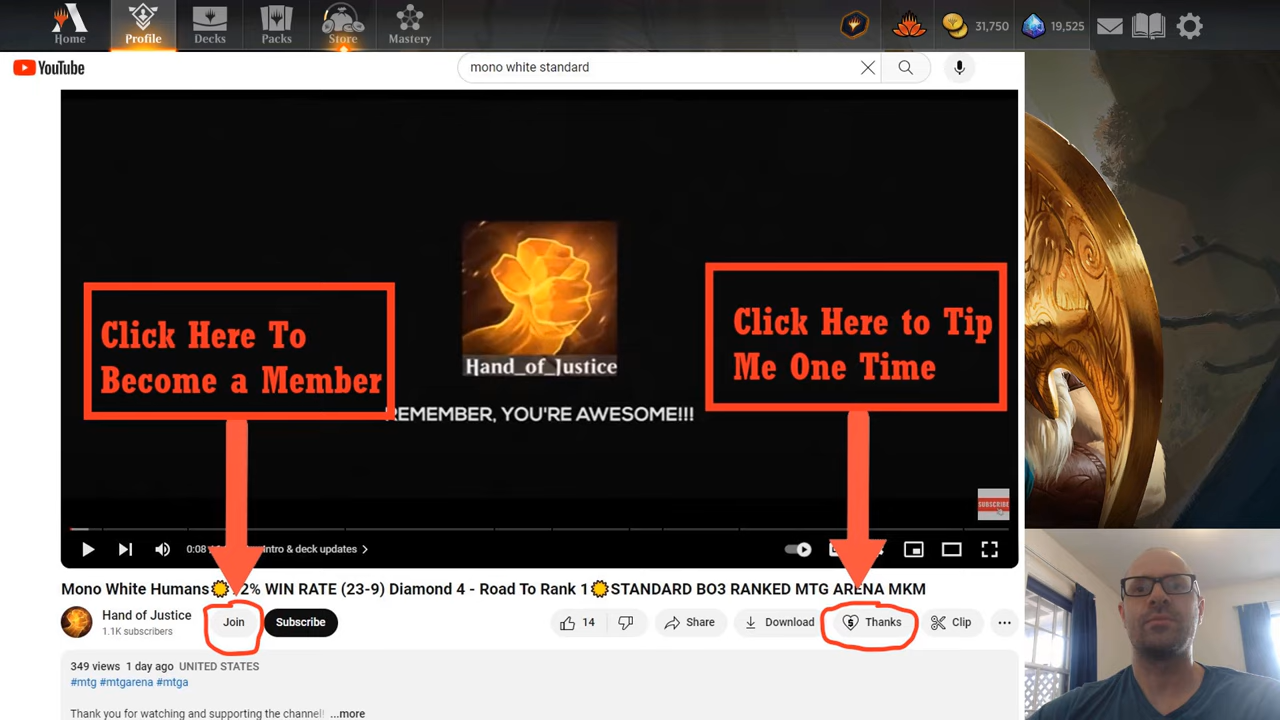 Home
Profile
Decks
Packs
Store
Mastery
31,750
19,525
YouTube
mono white standard
Click Here To
Become a Member
Hand_of_Justice
Click Here to Tip
Me One Time
REMEMBER, YOU'RE AWESOME!!!
SUBSCRIBE
0:08
Intro & deck updates
Mono White Humans 2% WIN RATE (23-9) Diamond 4 - Road To Rank 1 STANDARD BO3 RANKED MTG ARENA MKM
Hand of Justice
1.1K subscribers
Join
Subscribe
14
Share
Download
Thanks
Clip
...
349 views 1 day ago UNITED STATES
#mtg #mtgarena #mtga
Thank you for watching and supporting the channel! ...more